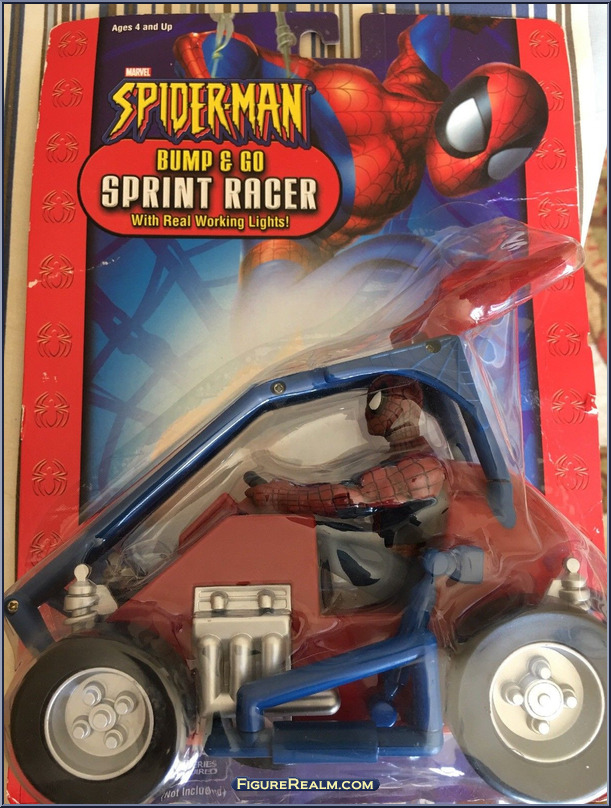 Ages 4 and Up
MARVEL
SPIDER-MAN
BUMP & GO
SPRINT RACER
With Real Working Lights!
(Not Included)
FIGUREREALM.COM